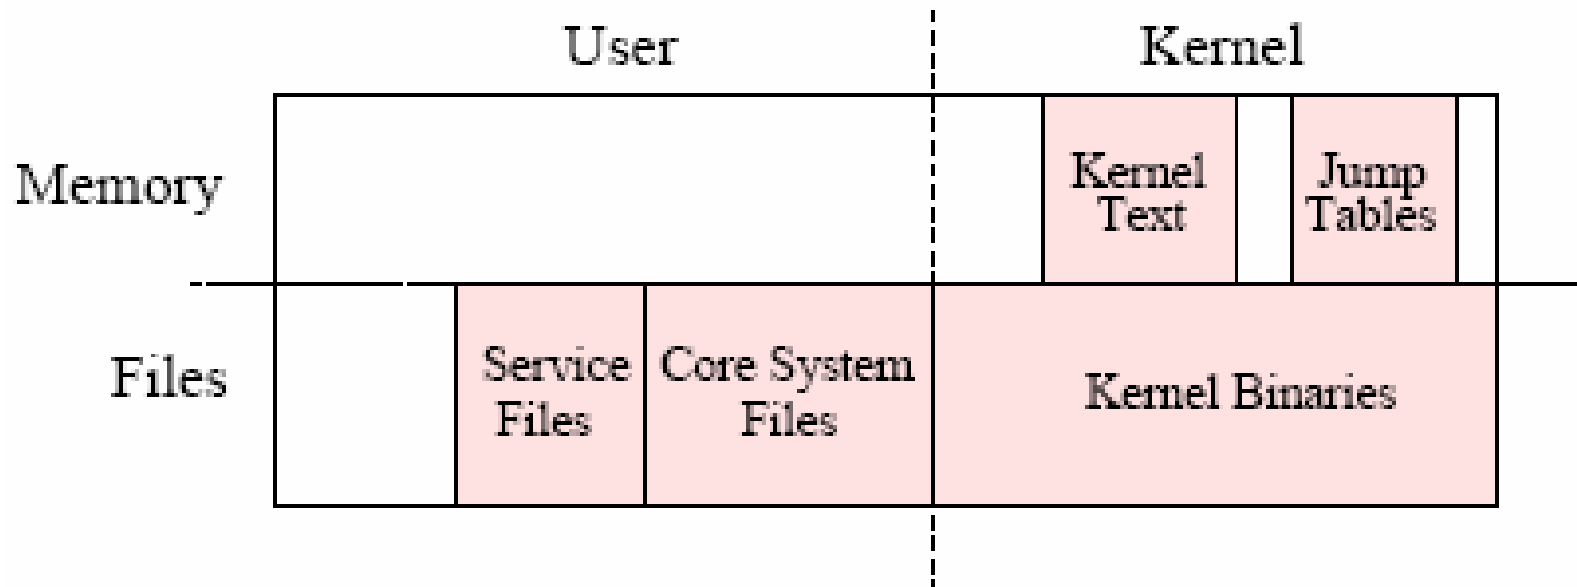 User
Kernel
Memory
Kernel
Text
Jump
Tables
Files
Service
Files
Core System
Files
Kernel Binaries